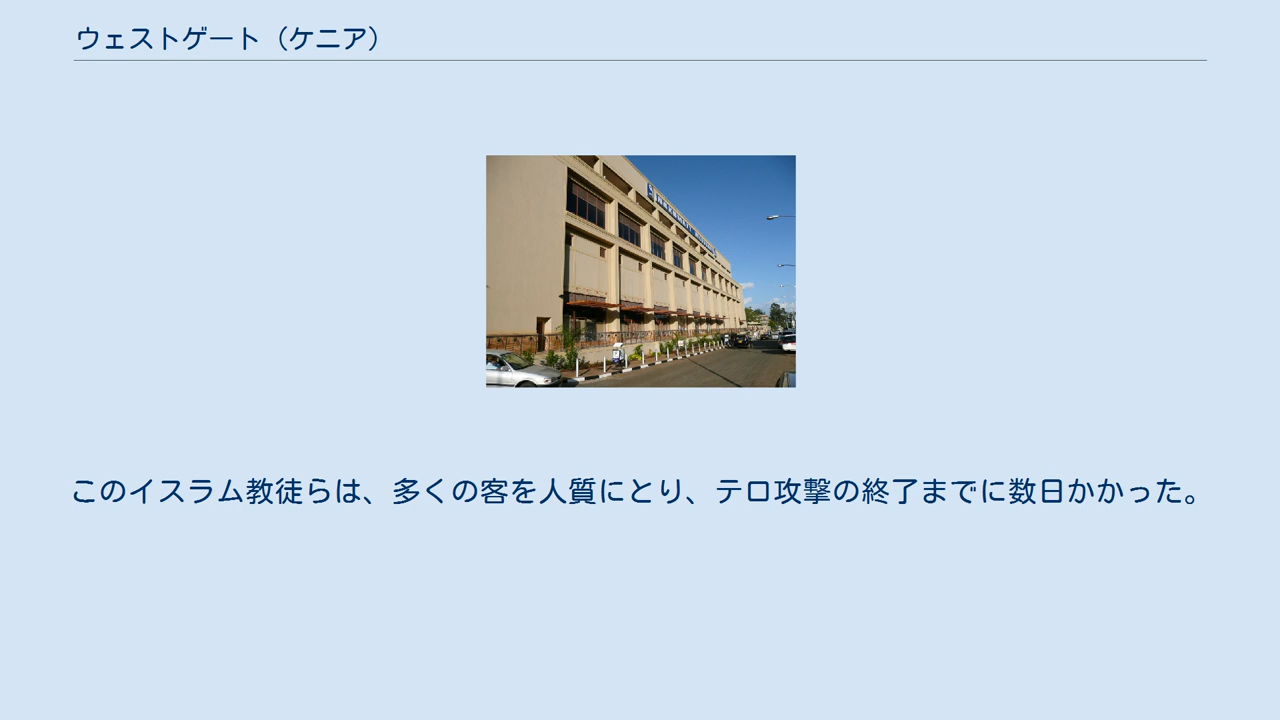 ウェストゲート（ケニア）
このイスラム教徒らは、多くの客を人質にとり、テロ攻撃の終了までに数日かかった。